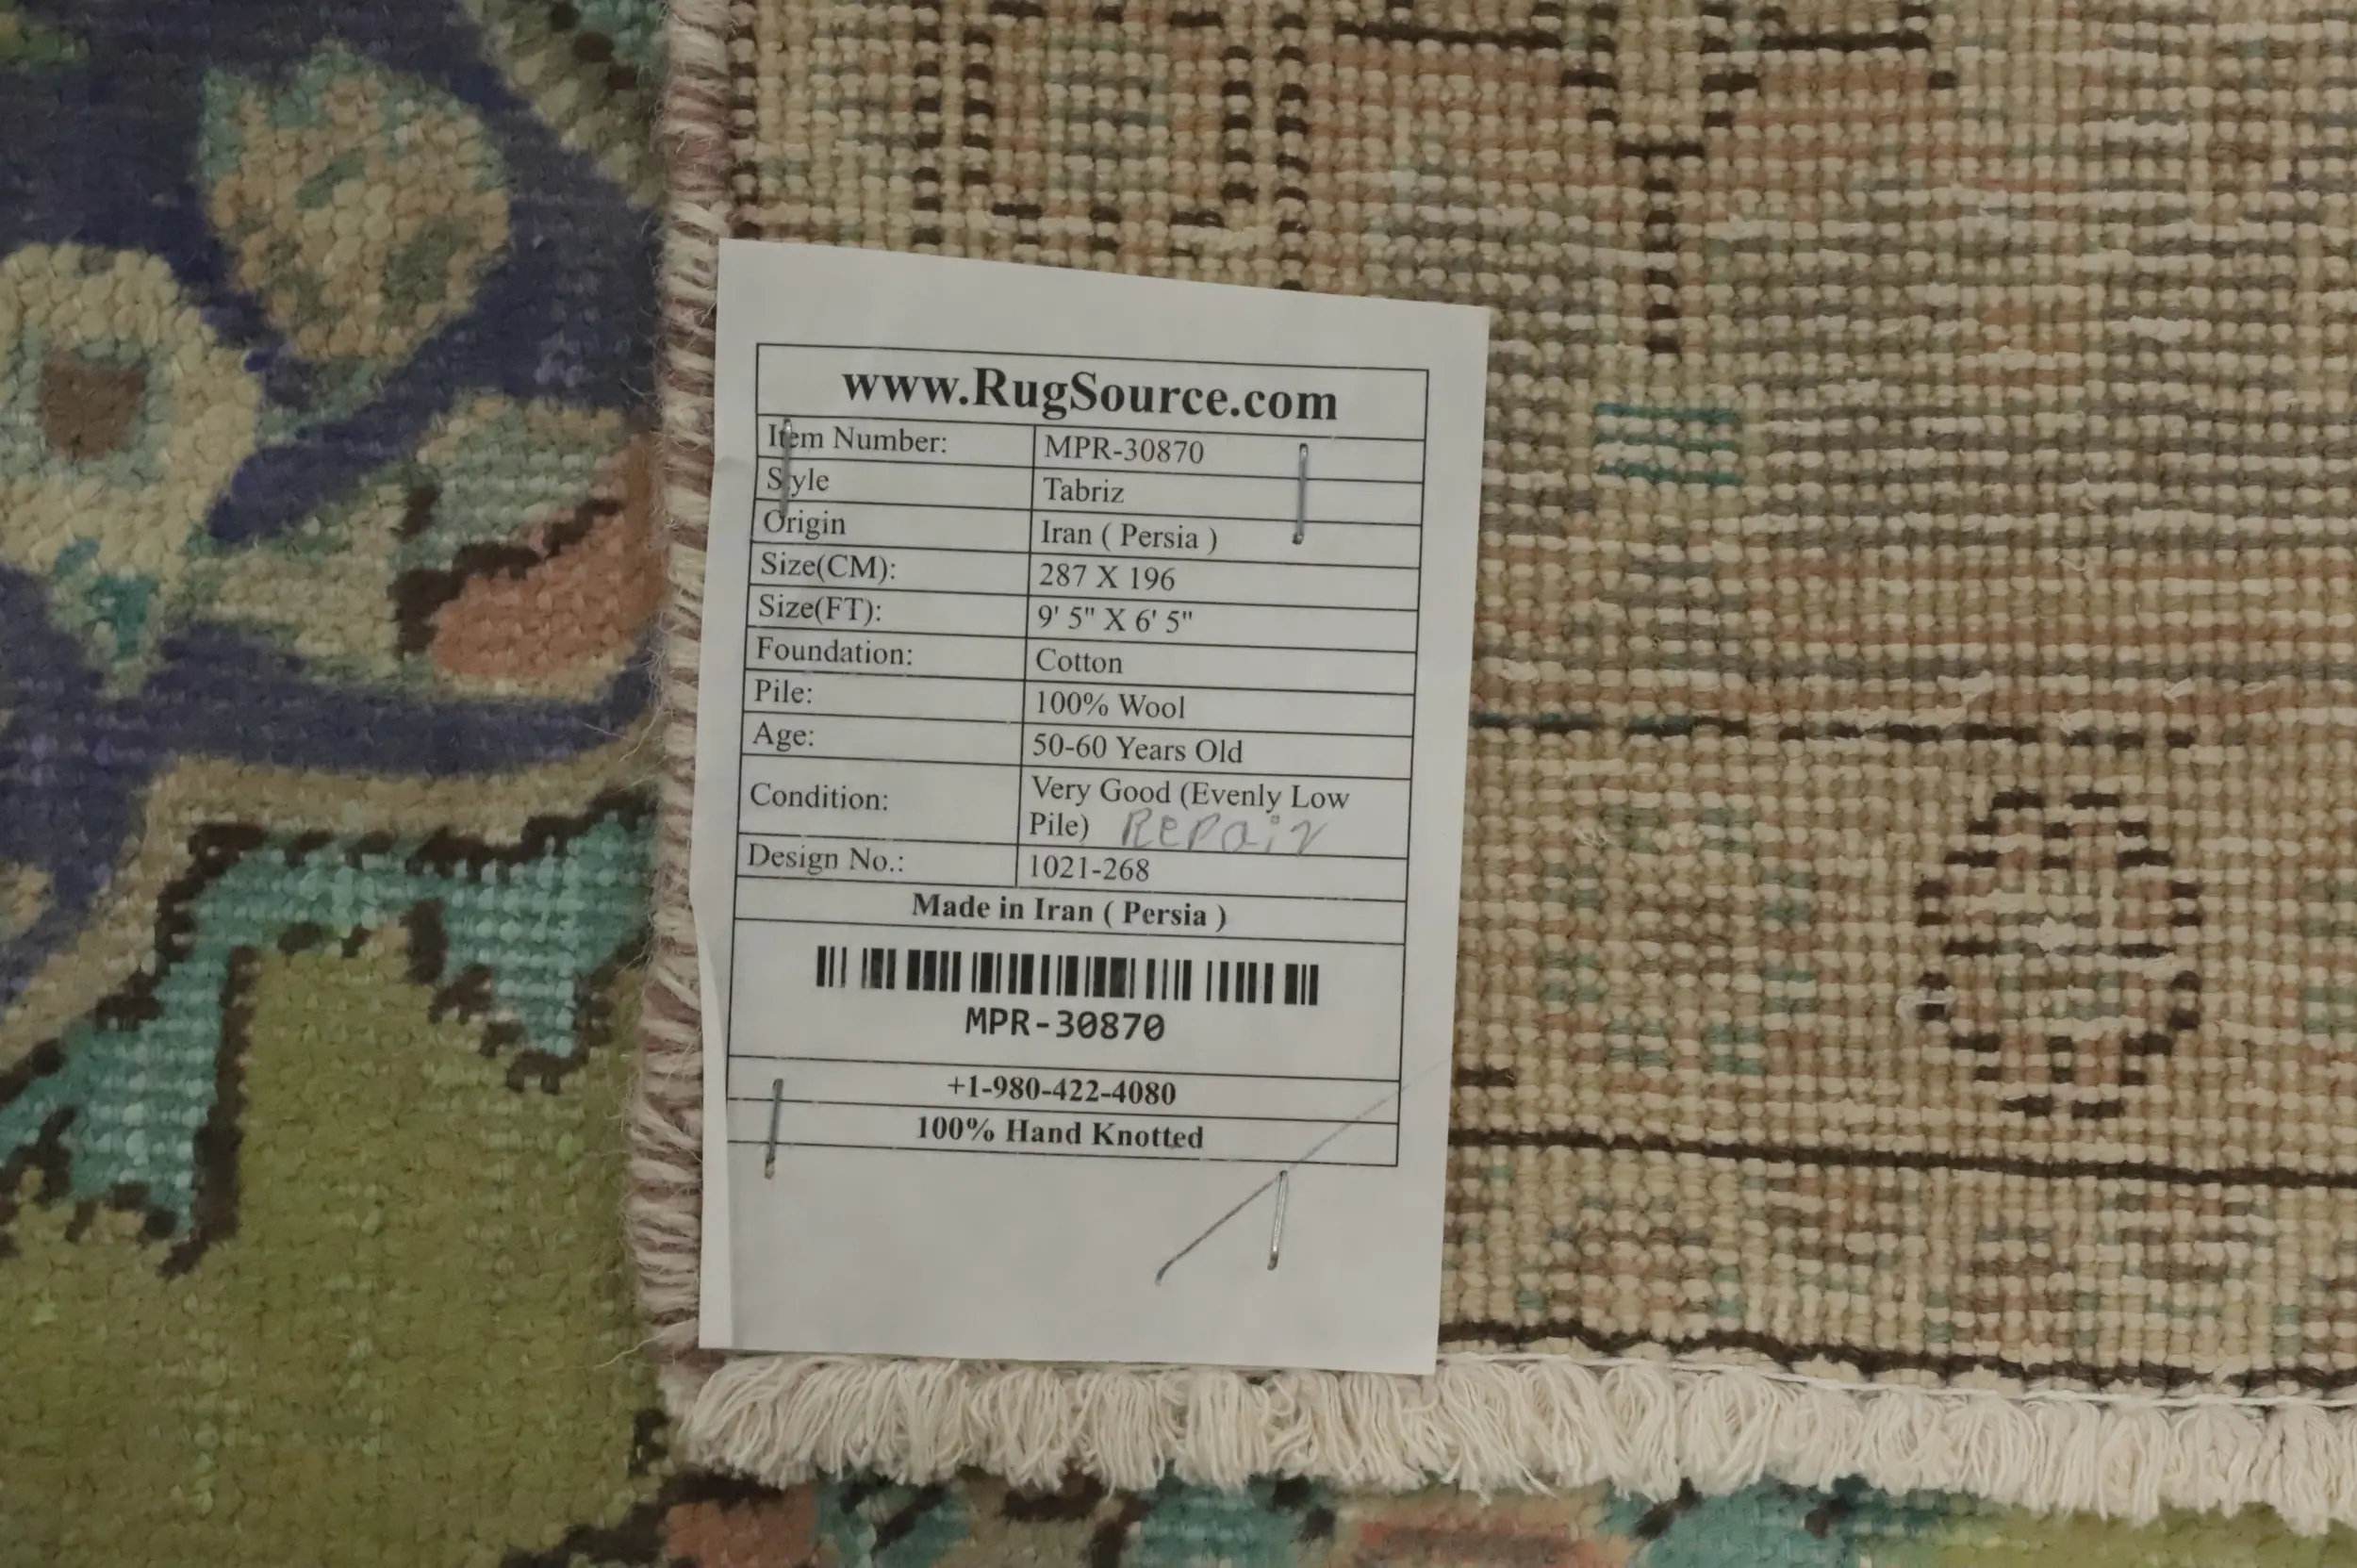 www.RugSource.com
Item Number: MPR-30870
Style Tabriz
Origin Iran ( Persia )
Size(CM): 287 X 196
Size(FT): 9' 5" X 6' 5"
Foundation: Cotton
Pile: 100% Wool
Age: 50-60 Years Old
Condition: Very Good (Evenly Low
Pile) Repair
Design No.: 1021-268
Made in Iran ( Persia )
MPR-30870
+1-980-422-4080
100% Hand Knotted